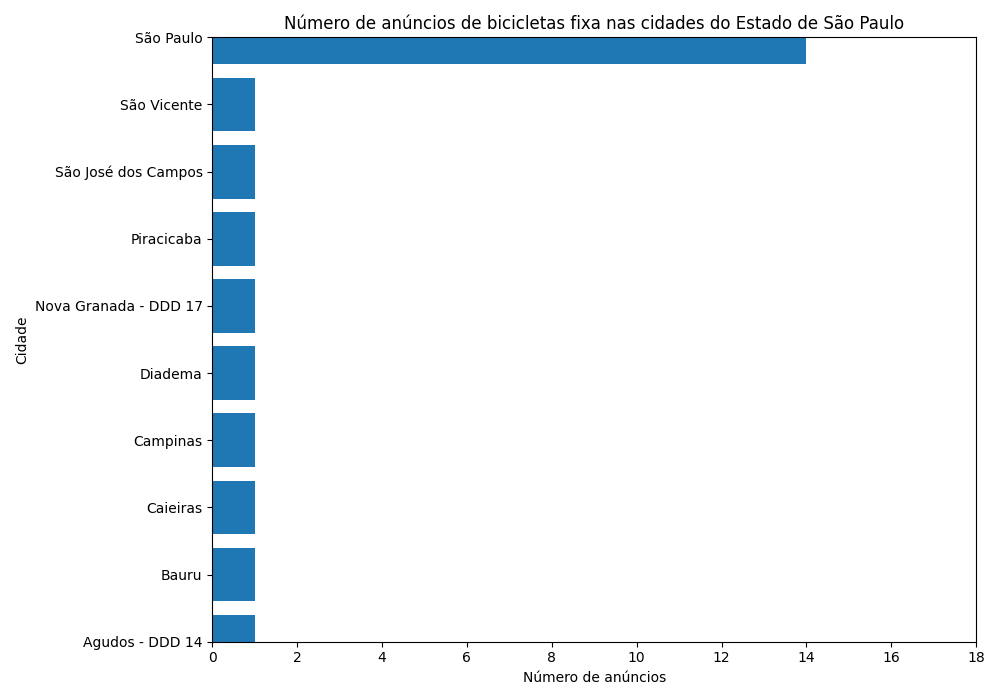 Número de anúncios de bicicletas fixa nas cidades do Estado de São Paulo
São Paulo
São Vicente
São José dos Campos
Piracicaba
Nova Granada - DDD 17
Diadema
Campinas
Caieiras
Bauru
Agudos - DDD 14
Cidade
0 2 4 6 8 10 12 14 16 18
Número de anúncios